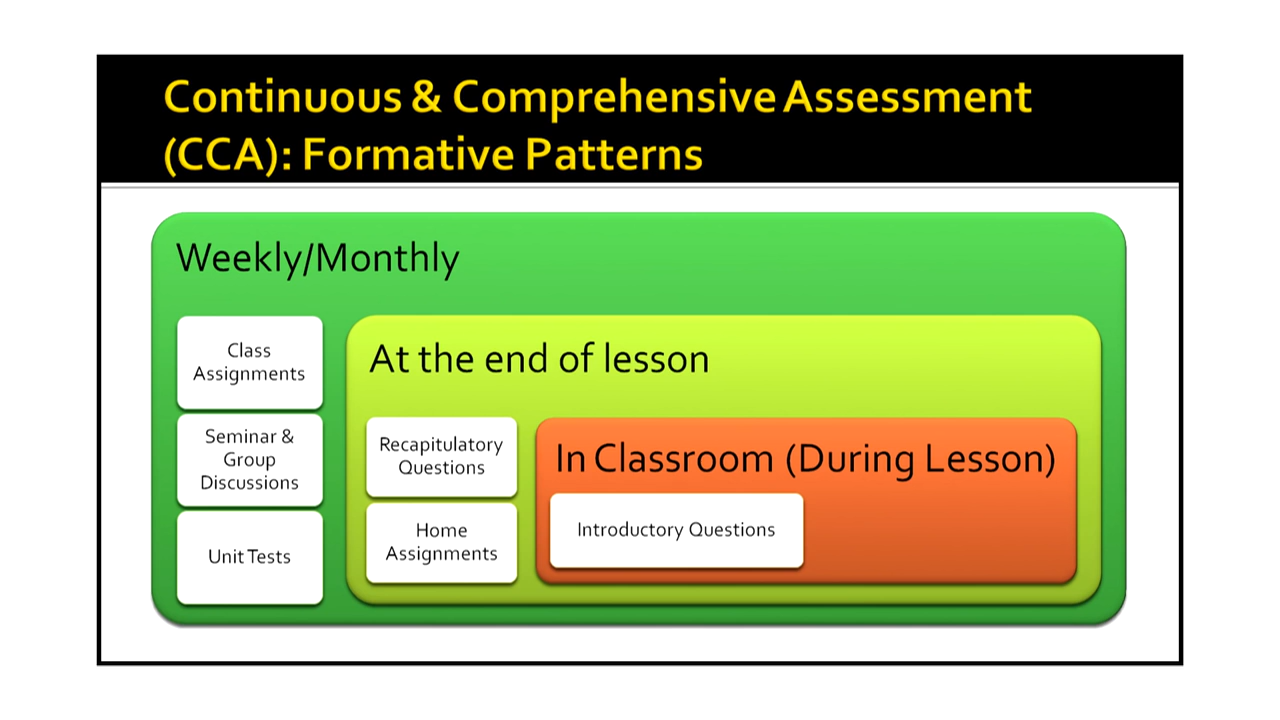 Continuous & Comprehensive Assessment
(CCA): Formative Patterns
Weekly/Monthly
Class
Assignments
Seminar &
Group
Discussions
Unit Tests
At the end of lesson
Recapitulatory
Questions
Home
Assignments
In Classroom (During Lesson)
Introductory Questions